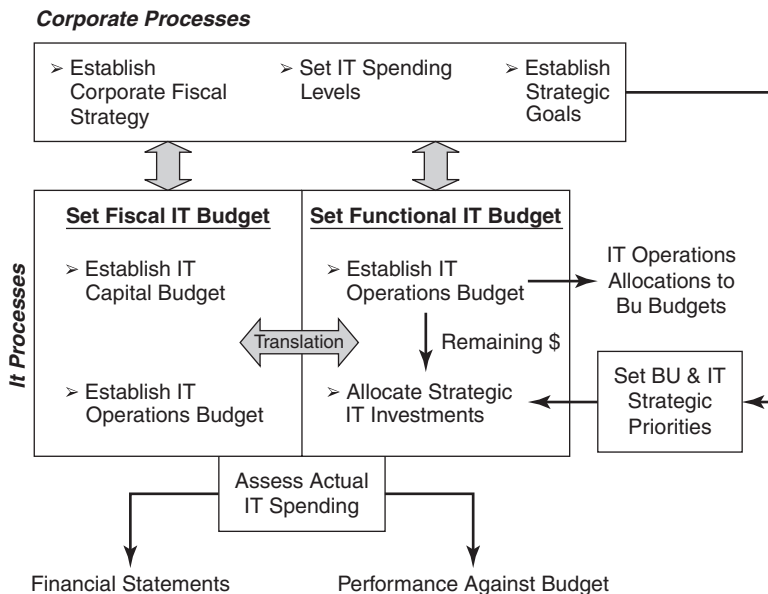 Corporate Processes
➢ Establish Corporate Fiscal Strategy
➢ Set IT Spending Levels
➢ Establish Strategic Goals
It Processes
Set Fiscal IT Budget
➢ Establish IT
Capital Budget
➢ Establish IT
Operations Budget
Translation
Set Functional IT Budget
➢ Establish IT
Operations Budget
Remaining $
➢ Allocate Strategic
IT Investments
IT Operations
Allocations to
Bu Budgets
Set BU & IT
Strategic
Priorities
Assess Actual
IT Spending
Financial Statements
Performance Against Budget